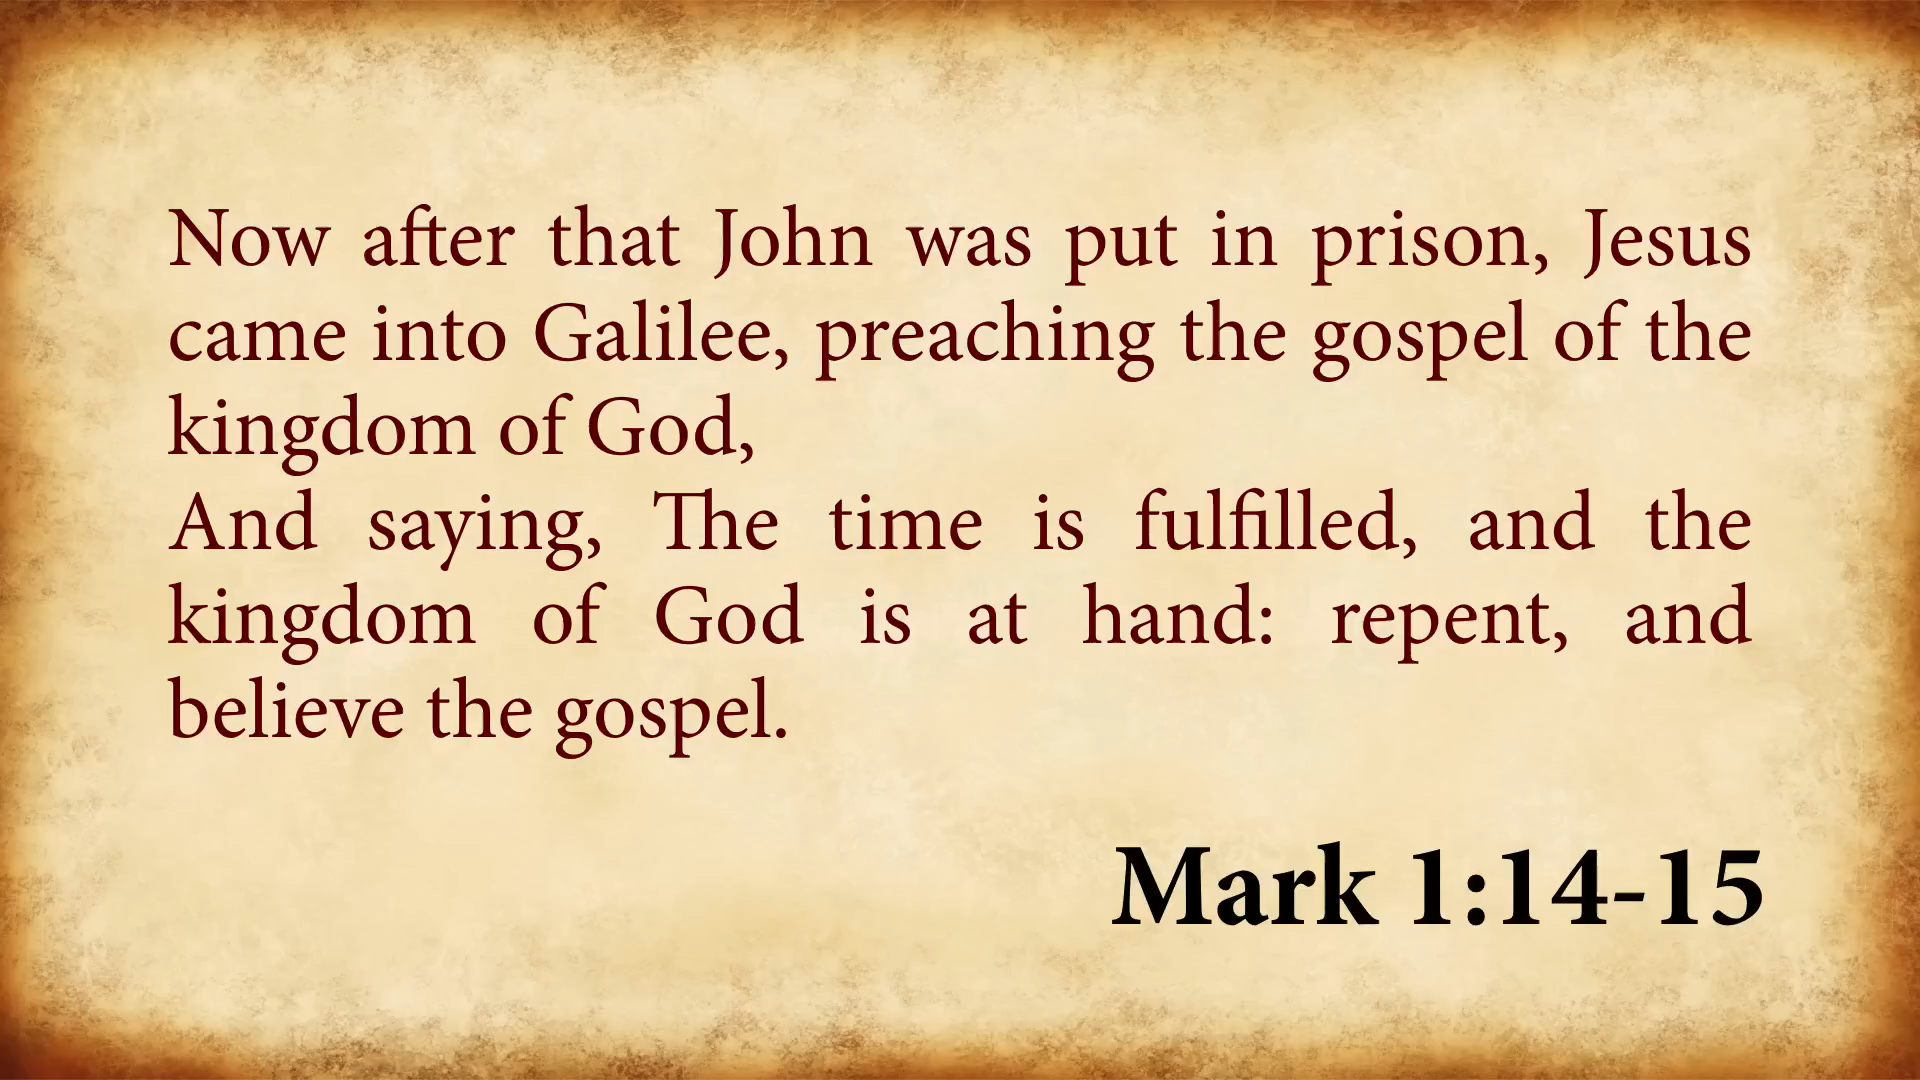 Now after that John was put in prison, Jesus
came into Galilee, preaching the gospel of the
kingdom of God,
And saying, The time is fulfilled, and the
kingdom of God is at hand: repent, and
believe the gospel.
Mark 1:14-15